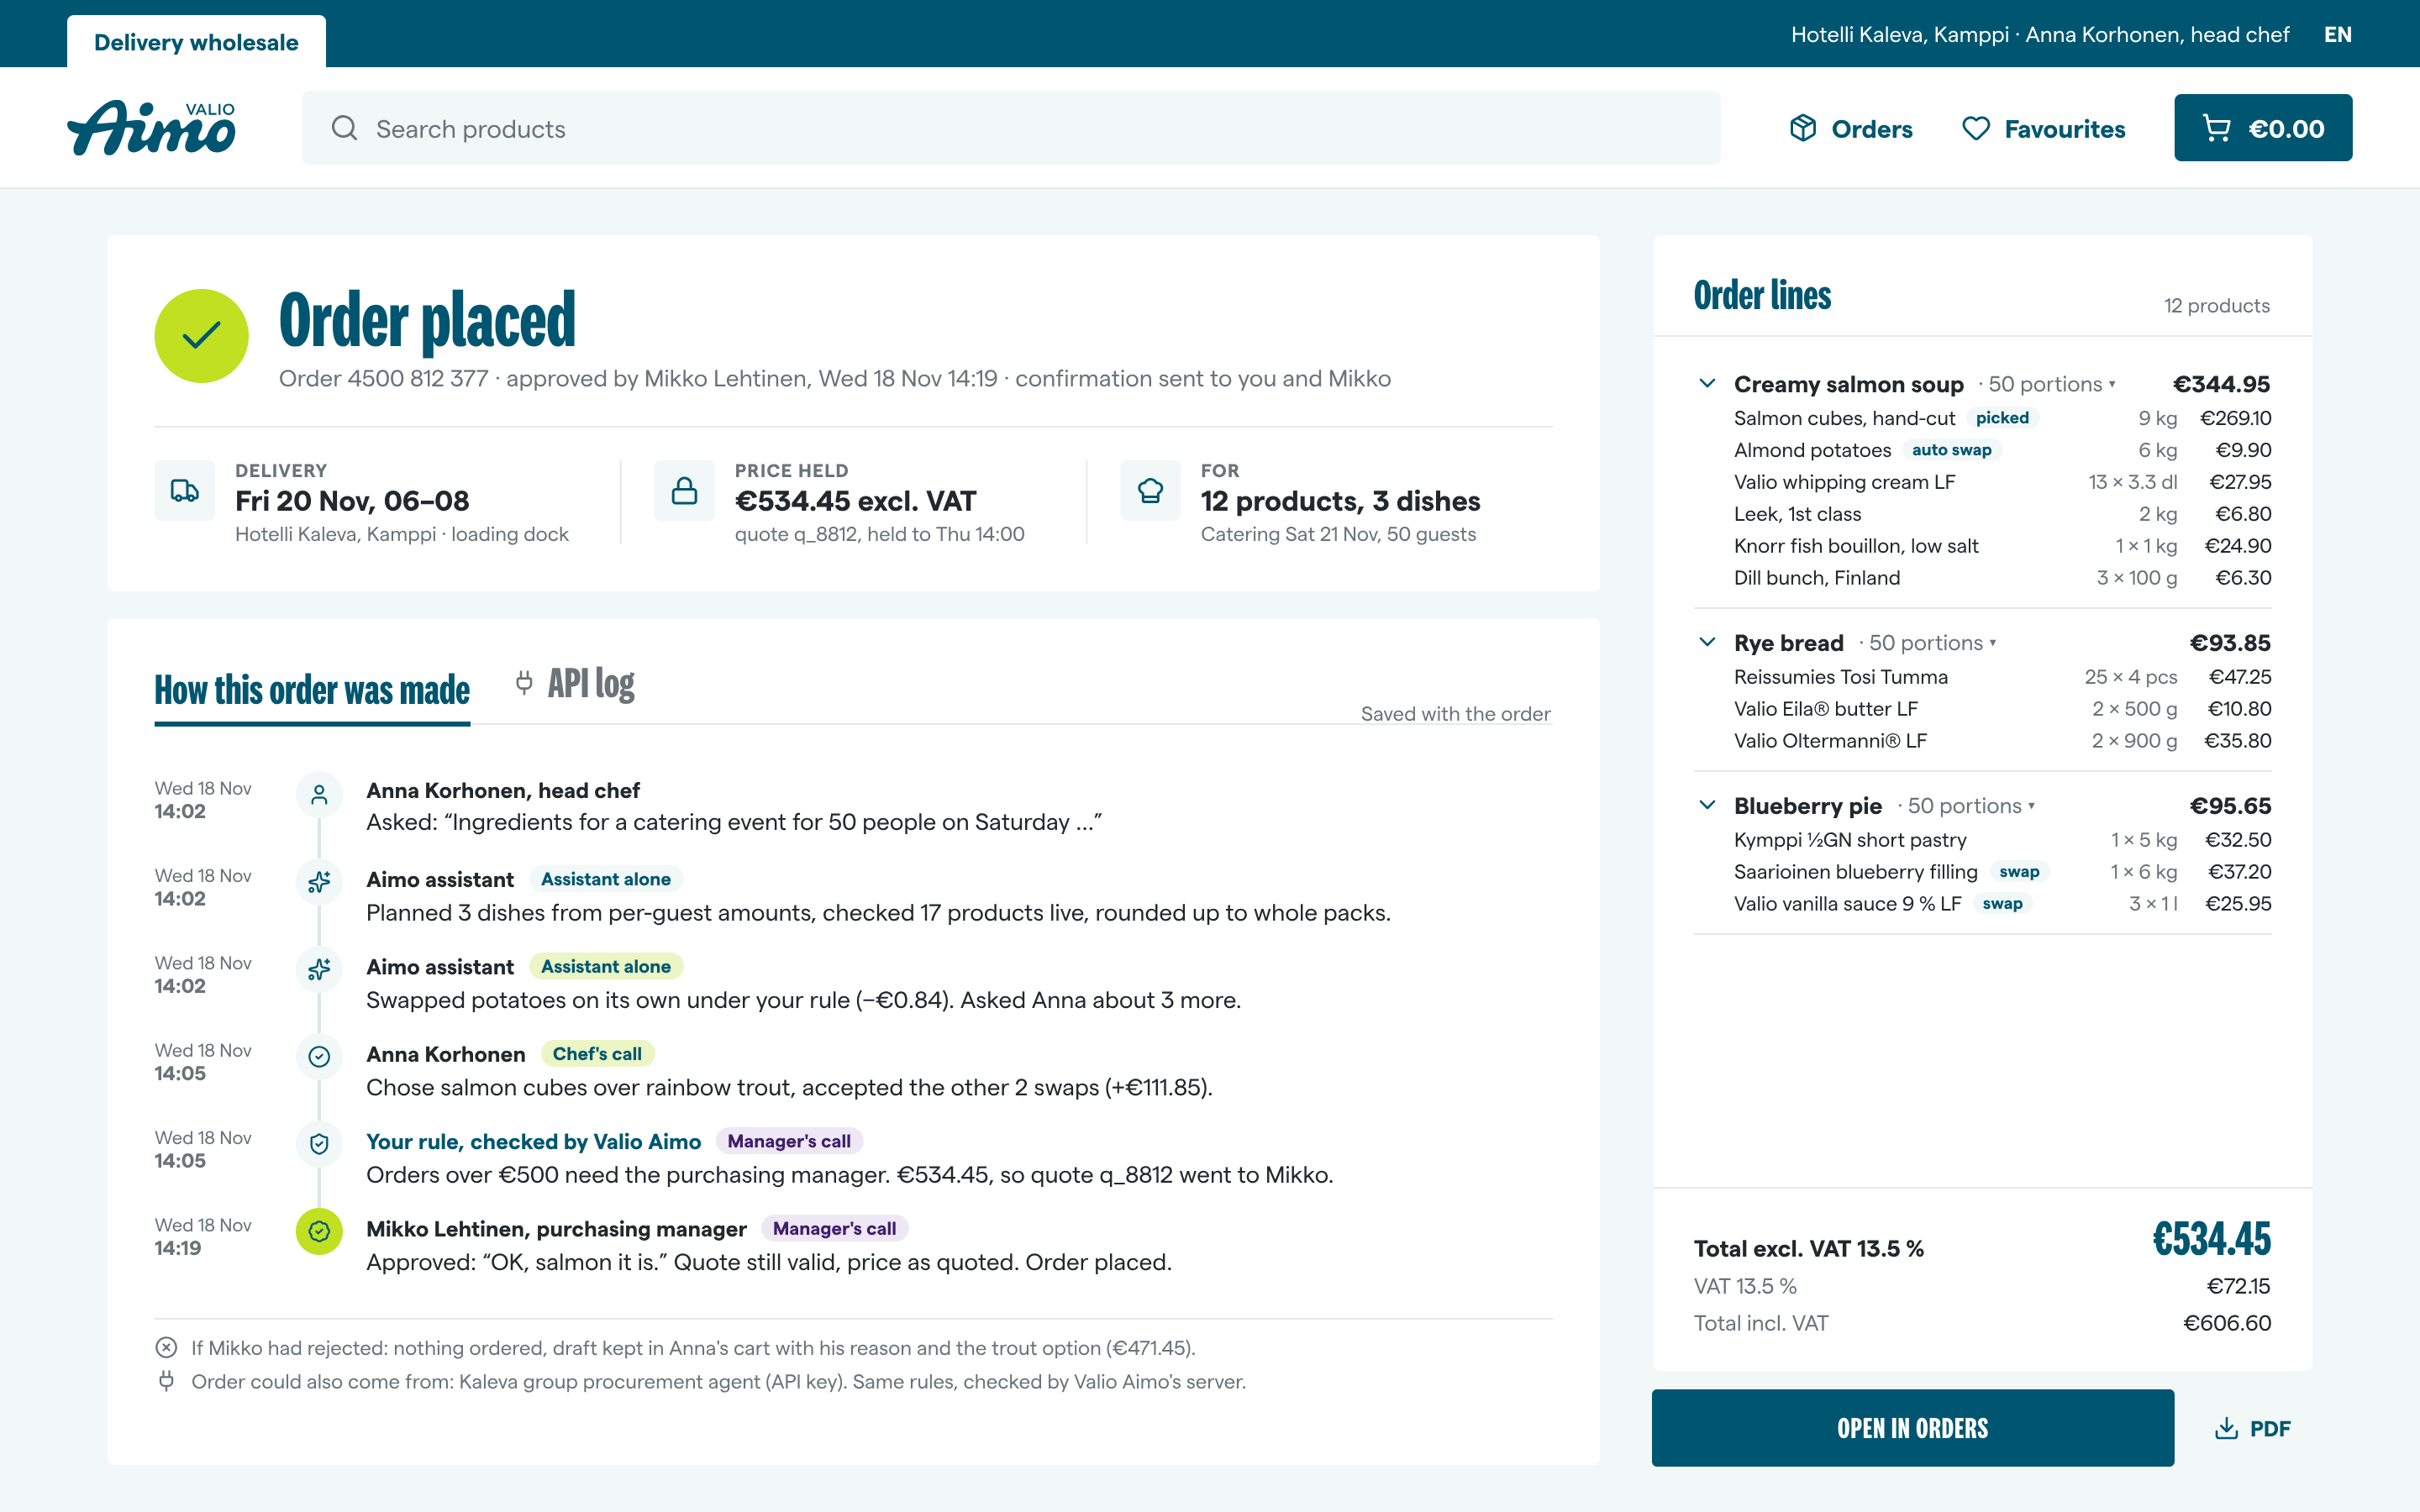 Delivery wholesale
Hotelli Kaleva, Kamppi · Anna Korhonen, head chef EN
VALIO
Aimo
Search products
Orders
Favourites
€0.00
Order placed
Order 4500 812 377 · approved by Mikko Lehtinen, Wed 18 Nov 14:19 · confirmation sent to you and Mikko
DELIVERY
Fri 20 Nov, 06–08
Hotelli Kaleva, Kamppi · loading dock
PRICE HELD
€534.45 excl. VAT
quote q_8812, held to Thu 14:00
FOR
12 products, 3 dishes
Catering Sat 21 Nov, 50 guests
How this order was made
API log
Saved with the order
Wed 18 Nov
14:02
Anna Korhonen, head chef
Asked: “Ingredients for a catering event for 50 people on Saturday ...”
Wed 18 Nov
14:02
Aimo assistant Assistant alone
Planned 3 dishes from per-guest amounts, checked 17 products live, rounded up to whole packs.
Wed 18 Nov
14:02
Aimo assistant Assistant alone
Swapped potatoes on its own under your rule (−€0.84). Asked Anna about 3 more.
Wed 18 Nov
14:05
Anna Korhonen Chef's call
Chose salmon cubes over rainbow trout, accepted the other 2 swaps (+€111.85).
Wed 18 Nov
14:05
Your rule, checked by Valio Aimo Manager's call
Orders over €500 need the purchasing manager. €534.45, so quote q_8812 went to Mikko.
Wed 18 Nov
14:19
Mikko Lehtinen, purchasing manager Manager's call
Approved: “OK, salmon it is.” Quote still valid, price as quoted. Order placed.
If Mikko had rejected: nothing ordered, draft kept in Anna's cart with his reason and the trout option (€471.45).
Order could also come from: Kaleva group procurement agent (API key). Same rules, checked by Valio Aimo's server.
Order lines
12 products
Creamy salmon soup · 50 portions ▾ €344.95
Salmon cubes, hand-cut picked 9 kg €269.10
Almond potatoes auto swap 6 kg €9.90
Valio whipping cream LF 13 × 3.3 dl €27.95
Leek, 1st class 2 kg €6.80
Knorr fish bouillon, low salt 1 × 1 kg €24.90
Dill bunch, Finland 3 × 100 g €6.30
Rye bread · 50 portions ▾ €93.85
Reissumies Tosi Tumma 25 × 4 pcs €47.25
Valio Eila® butter LF 2 × 500 g €10.80
Valio Oltermanni® LF 2 × 900 g €35.80
Blueberry pie · 50 portions ▾ €95.65
Kymppi ½GN short pastry 1 × 5 kg €32.50
Saarioinen blueberry filling swap 1 × 6 kg €37.20
Valio vanilla sauce 9 % LF swap 3 × 1 l €25.95
Total excl. VAT 13.5 % €534.45
VAT 13.5 % €72.15
Total incl. VAT €606.60
OPEN IN ORDERS
PDF